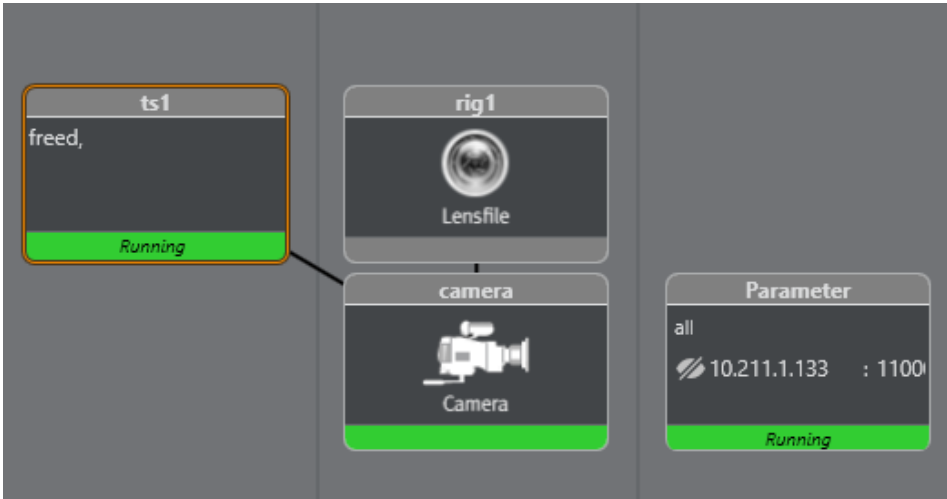 ts1
freed,
Running
rig1
Lensfile
camera
Camera
Parameter
all
10.211.1.133 : 1100
Running